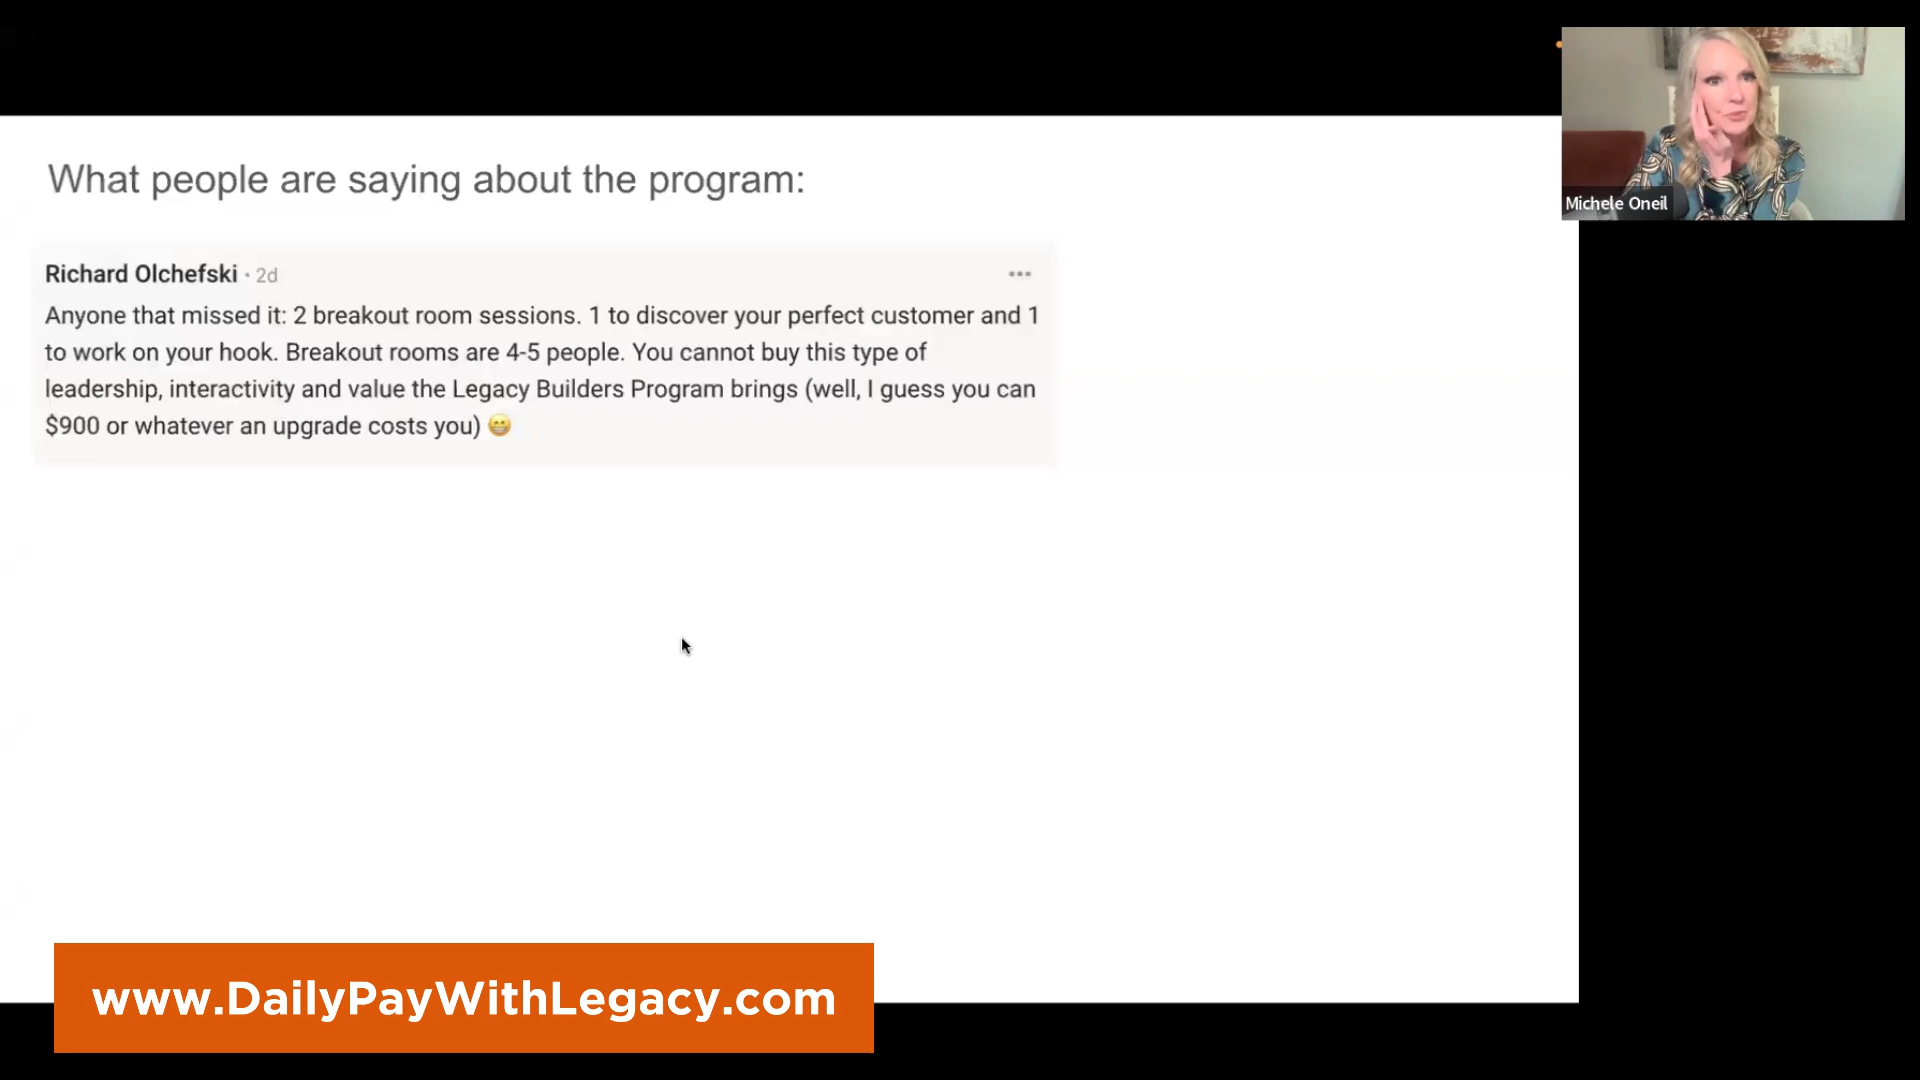 Michele Oneil
What people are saying about the program:
Richard Olchefski · 2d
Anyone that missed it: 2 breakout room sessions. 1 to discover your perfect customer and 1
to work on your hook. Breakout rooms are 4-5 people. You cannot buy this type of
leadership, interactivity and value the Legacy Builders Program brings (well, I guess you can
$900 or whatever an upgrade costs you) 😁
www.DailyPayWithLegacy.com